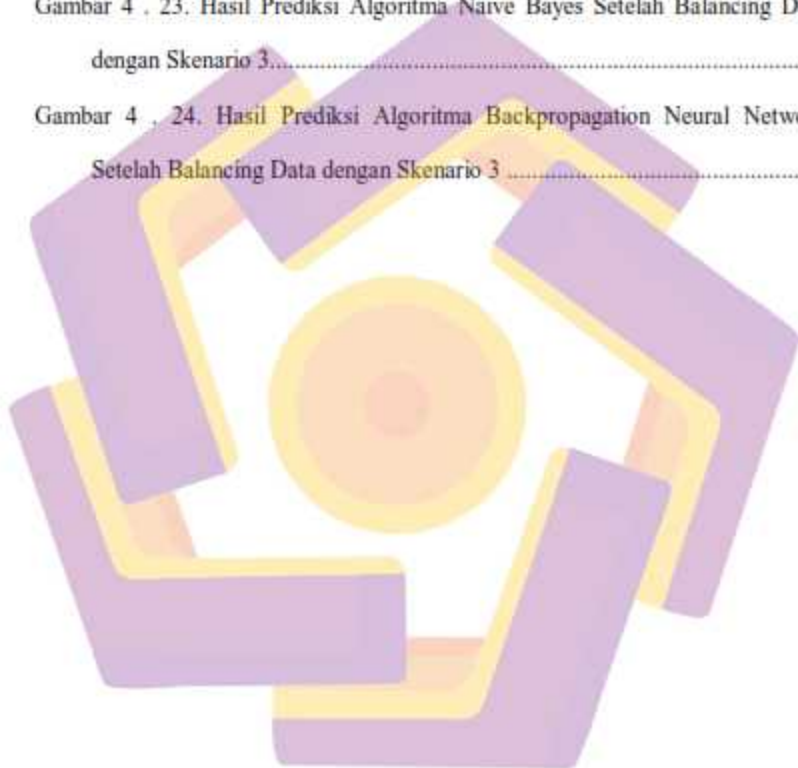 Gambar 4 . 23. Hasil Prediksi Algoritma Naive Bayes Setelah Balancing
dengan Skenario 3................................................................................
Gambar 4 . 24. Hasil Prediksi Algoritma Backpropagation Neural
Setelah Balancing Data dengan Skenario 3 ............................................